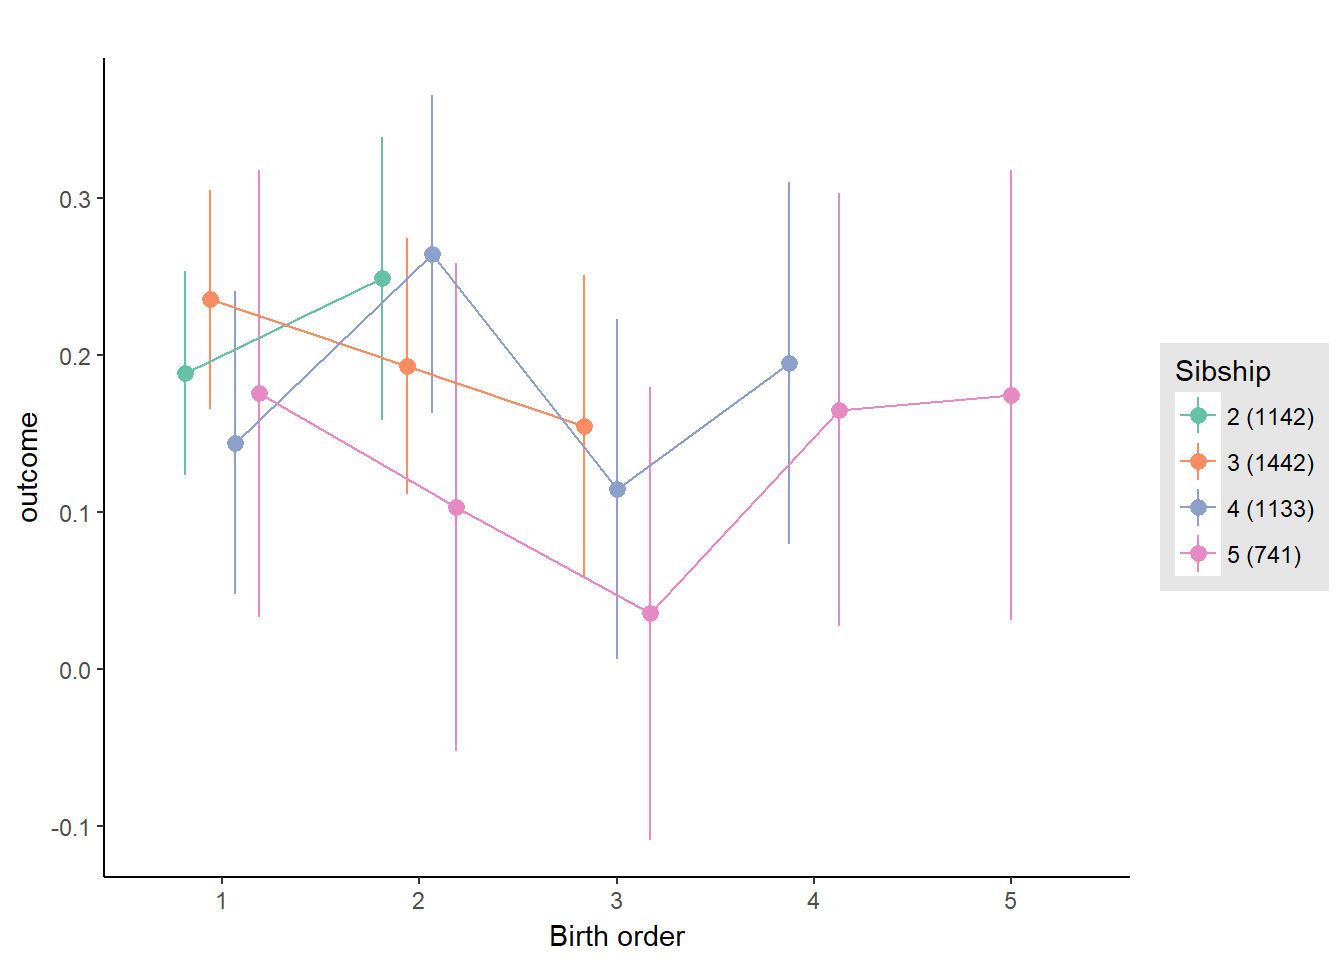 outcome
0.3
0.2
0.1
0.0
-0.1
1 2 3 4 5
Birth order
Sibship
2 (1142)
3 (1442)
4 (1133)
5 (741)